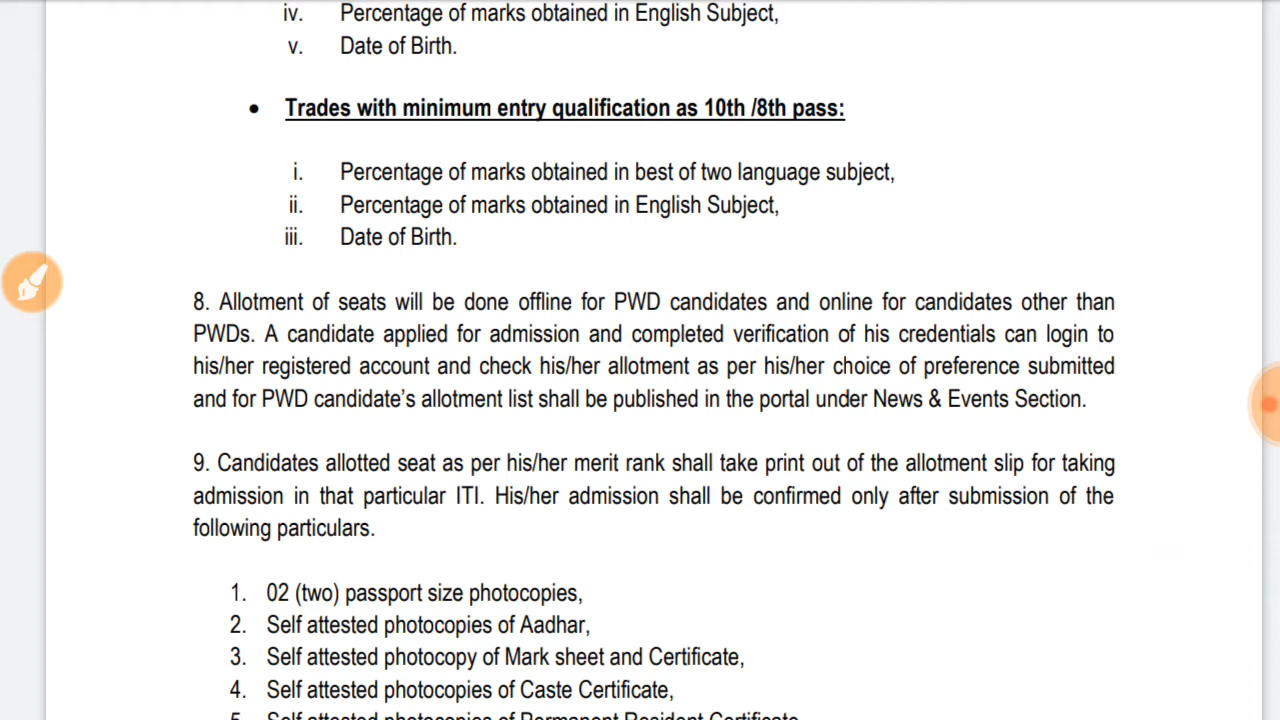 iv. Percentage of marks obtained in English Subject,
v. Date of Birth.
• Trades with minimum entry qualification as 10th /8th pass:
i. Percentage of marks obtained in best of two language subject,
ii. Percentage of marks obtained in English Subject,
iii. Date of Birth.
8. Allotment of seats will be done offline for PWD candidates and online for candidates other than
PWDs. A candidate applied for admission and completed verification of his credentials can login to
his/her registered account and check his/her allotment as per his/her choice of preference submitted
and for PWD candidate's allotment list shall be published in the portal under News & Events Section.
9. Candidates allotted seat as per his/her merit rank shall take print out of the allotment slip for taking
admission in that particular ITI. His/her admission shall be confirmed only after submission of the
following particulars.
1. 02 (two) passport size photocopies,
2. Self attested photocopies of Aadhar,
3. Self attested photocopy of Mark sheet and Certificate,
4. Self attested photocopies of Caste Certificate,
5. Self attested photocopies of Permanent Resident Certificate